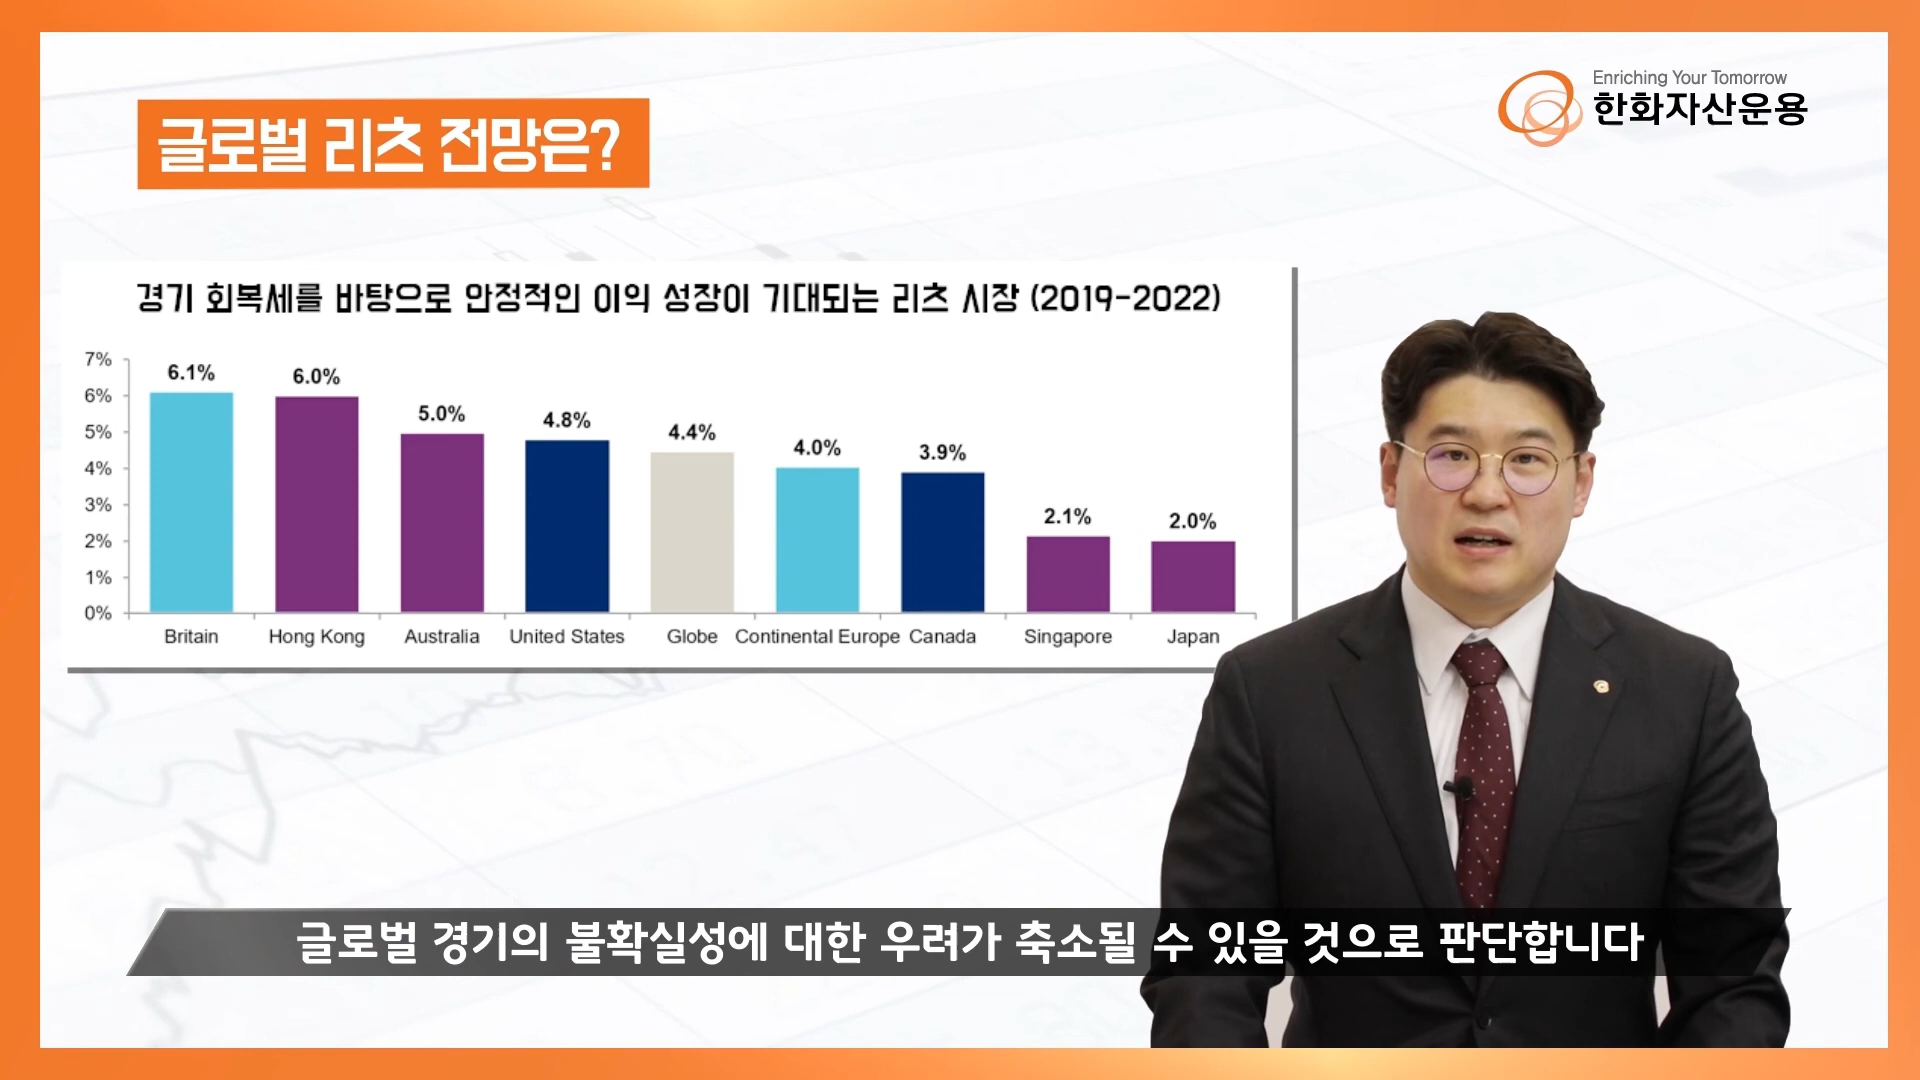 Enriching Your Tomorrow
한화자산운용
글로벌 리츠 전망은?
경기 회복세를 바탕으로 안정적인 이익 성장이 기대되는 리츠 시장 (2019-2022)
7%
6%
5%
4%
3%
2%
1%
0%
6.1%
6.0%
5.0%
4.8%
4.4%
4.0%
3.9%
2.1%
2.0%
Britain
Hong Kong
Australia
United States
Globe
Continental Europe
Canada
Singapore
Japan
글로벌 경기의 불확실성에 대한 우려가 축소될 수 있을 것으로 판단합니다